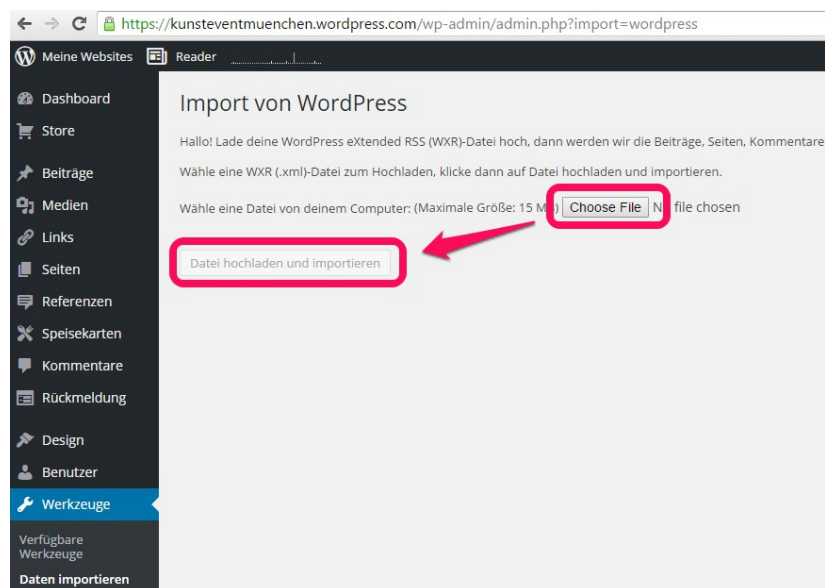 https://kunsteventmuenchen.wordpress.com/wp-admin/admin.php?import=wordpress
Meine Websites Reader
Dashboard
Store
Beiträge
Medien
Links
Seiten
Referenzen
Speisekarten
Kommentare
Rückmeldung
Design
Benutzer
Werkzeuge
Verfügbare
Werkzeuge
Daten importieren
Import von WordPress
Hallo! Lade deine WordPress eXtended RSS (WXR)-Datei hoch, dann werden wir die Beiträge, Seiten, Kommentare
Wähle eine WXR (.xml)-Datei zum Hochladen, klicke dann auf Datei hochladen und importieren.
Wähle eine Datei von deinem Computer: (Maximale Größe: 15 M) Choose File N file chosen
Datei hochladen und importieren